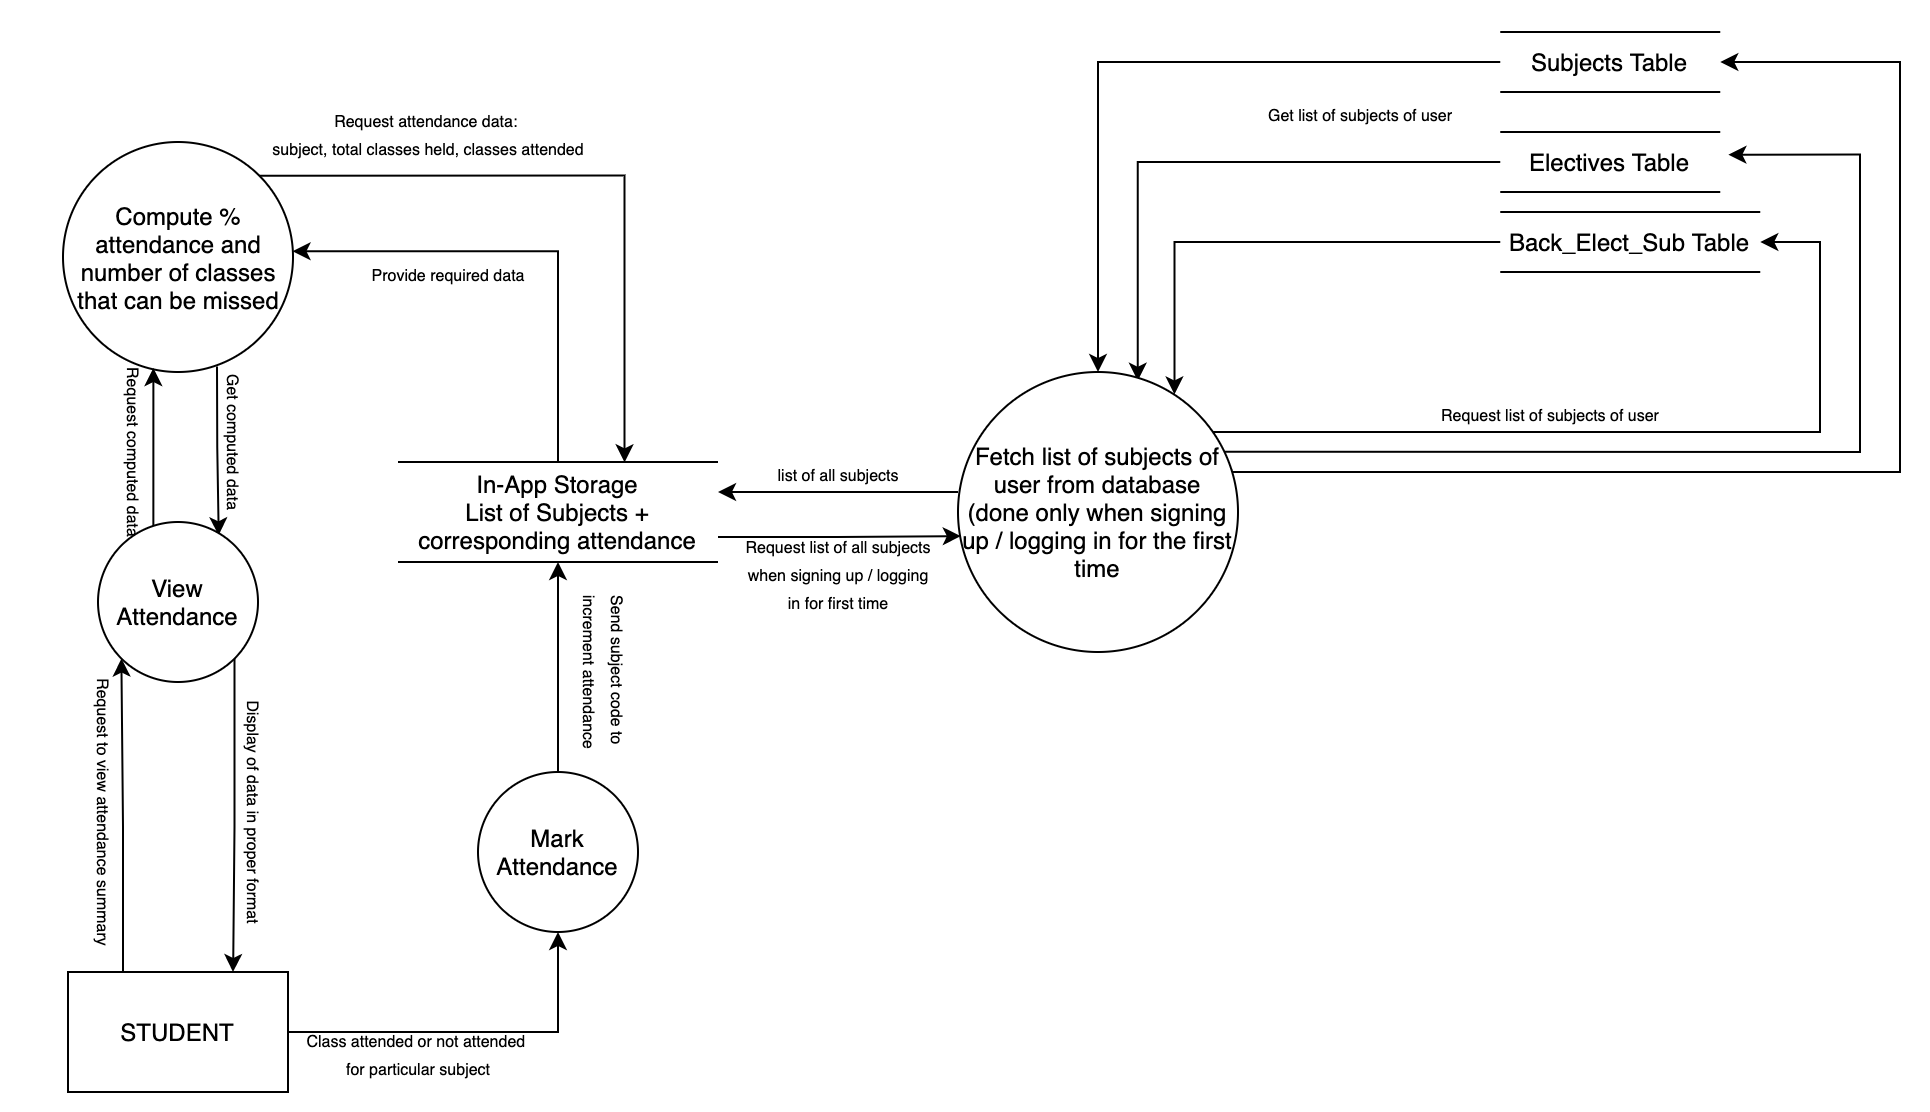 Subjects Table
Get list of subjects of user
Electives Table
Back_Elect_Sub Table
Request attendance data:
subject, total classes held, classes attended
Compute %
attendance and
number of classes
that can be missed
Provide required data
Request computed data
Get computed data
Request list of subjects of user
In-App Storage
List of Subjects +
corresponding attendance
list of all subjects
Request list of all subjects
when signing up / logging
in for first time
Fetch list of subjects of
user from database
(done only when signing
up / logging in for the first
time
View
Attendance
Send subject code to
increment attendance
Request to view attendance summary
Display of data in proper format
Mark
Attendance
STUDENT
Class attended or not attended
for particular subject